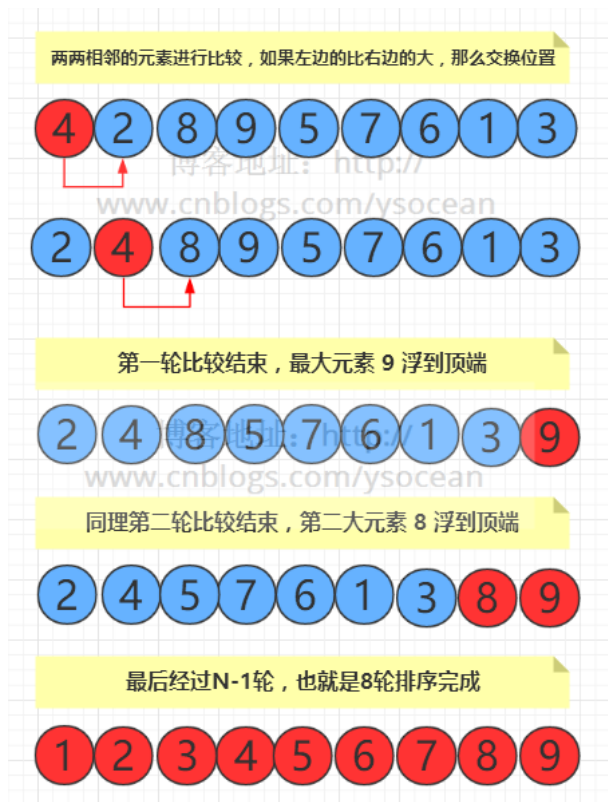 两两相邻的元素进行比较，如果左边的比右边的大，那么交换位置
4 2 8 9 5 7 6 1 3
博客地址：http://
www.cnblogs.com/ysocean
2 4 8 9 5 7 6 1 3
第一轮比较结束，最大元素 9 浮到顶端
2 4 8 5 7 6 1 3 9
博客地址：http://
www.cnblogs.com/ysocean
同理第二轮比较结束，第二大元素 8 浮到顶端
2 4 5 7 6 1 3 8 9
最后经过N-1轮，也就是8轮排序完成
1 2 3 4 5 6 7 8 9